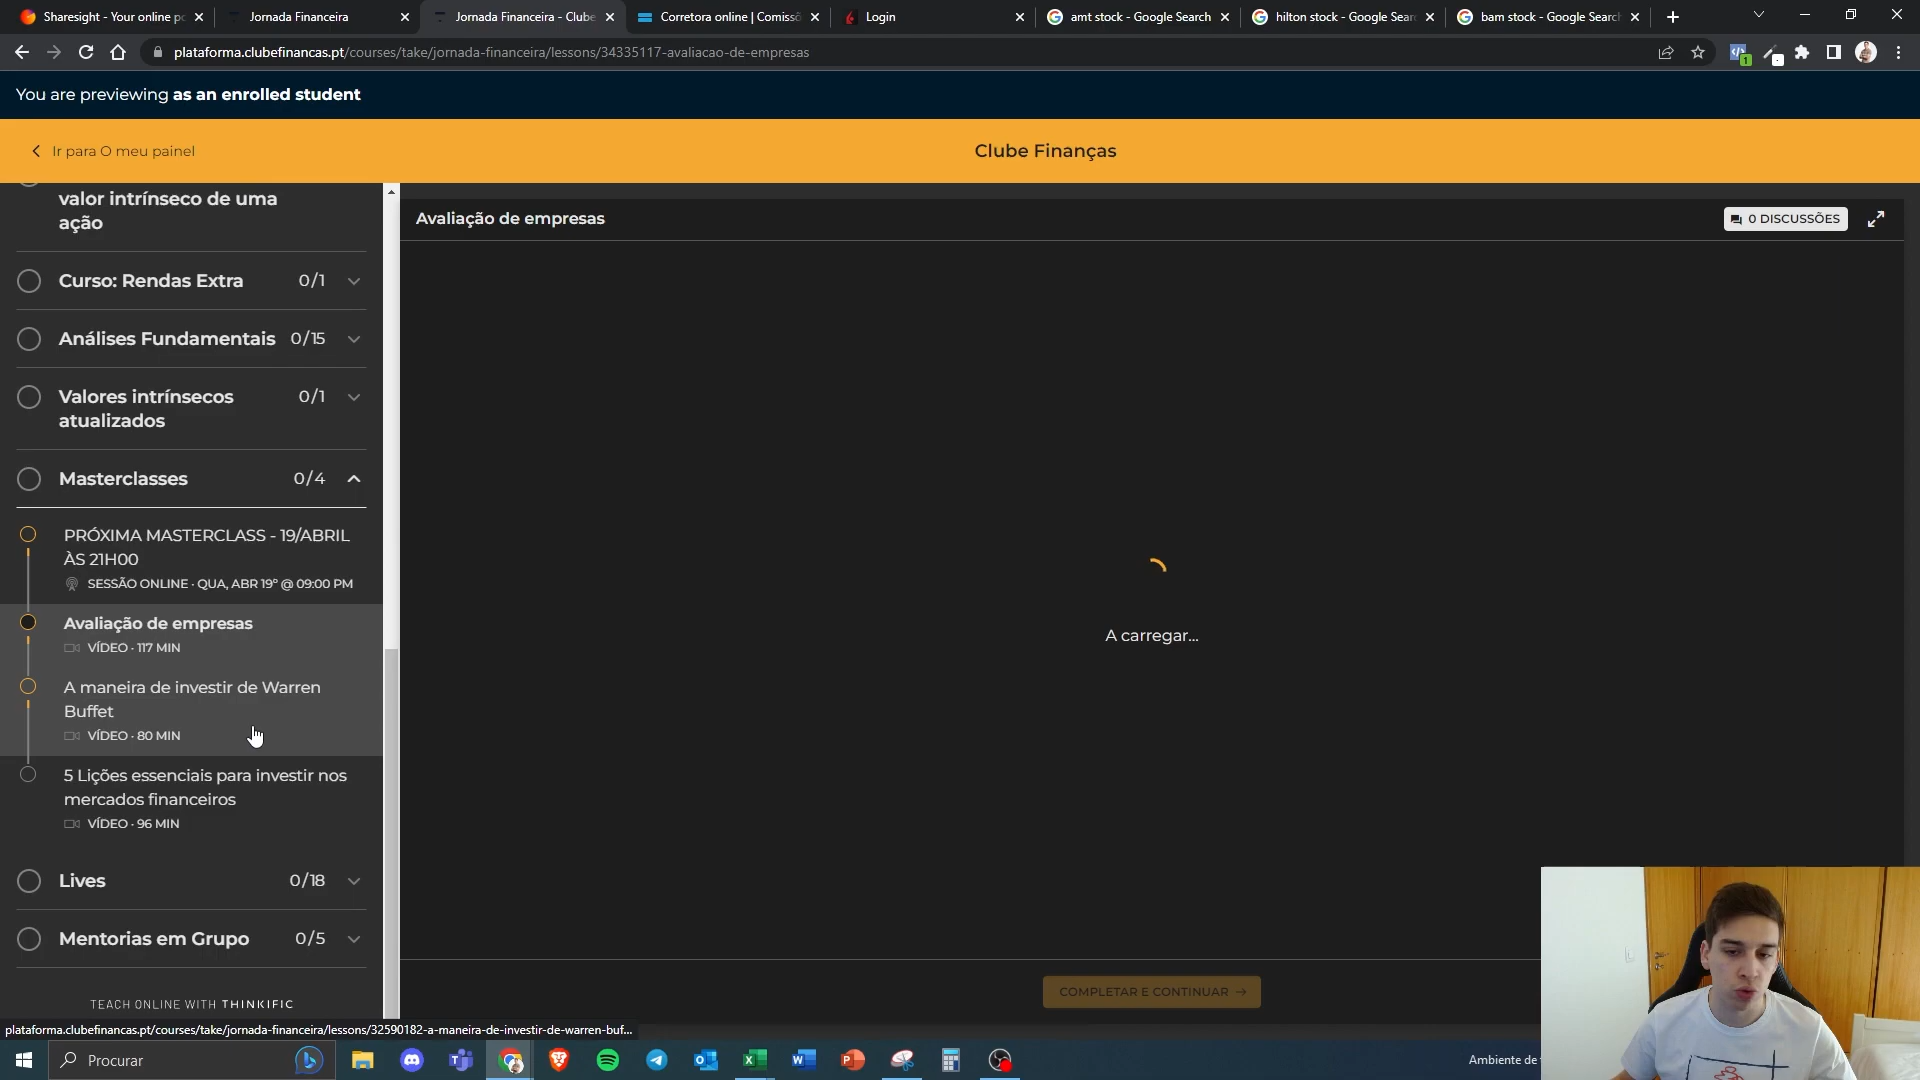 Sharesight - Your online po
Jornada Financeira
Jornada Financeira - Clube
Corretora online | Comissõ
Login
amt stock - Google Search
hilton stock - Google Sear
bam stock - Google Search
plataforma.clubefinancas.pt/courses/take/jornada-financeira/lessons/34335117-avaliacao-de-empresas
1
You are previewing as an enrolled student
Ir para O meu painel
Clube Finanças
valor intrínseco de uma
ação
Curso: Rendas Extra 0/1
Análises Fundamentais 0/15
Valores intrínsecos 0/1
atualizados
Masterclasses 0/4
PRÓXIMA MASTERCLASS - 19/ABRIL
ÀS 21H00
SESSÃO ONLINE · QUA, ABR 19º @ 09:00 PM
Avaliação de empresas
VÍDEO · 117 MIN
A maneira de investir de Warren
Buffet
VÍDEO · 80 MIN
5 Lições essenciais para investir nos
mercados financeiros
VÍDEO · 96 MIN
Lives 0/18
Mentorias em Grupo 0/5
TEACH ONLINE WITH THINKIFIC
Avaliação de empresas
0 DISCUSSÕES
A carregar...
COMPLETAR E CONTINUAR →
plataforma.clubefinancas.pt/courses/take/jornada-financeira/lessons/32590182-a-maneira-de-investir-de-warren-buf...
Procurar
Ambiente de